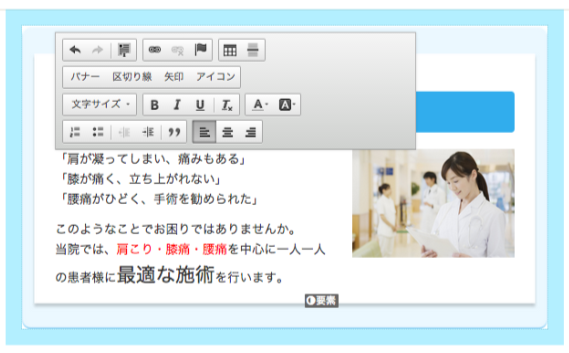 バナー 区切り線 矢印 アイコン
文字サイズ B I U Tx A A
「肩が凝ってしまい、痛みもある」
「膝が痛く、立ち上がれない」
「腰痛がひどく、手術を勧められた」
このようなことでお困りではありませんか。
当院では、肩こり・膝痛・腰痛を中心に一人一人
の患者様に最適な施術を行います。
要素